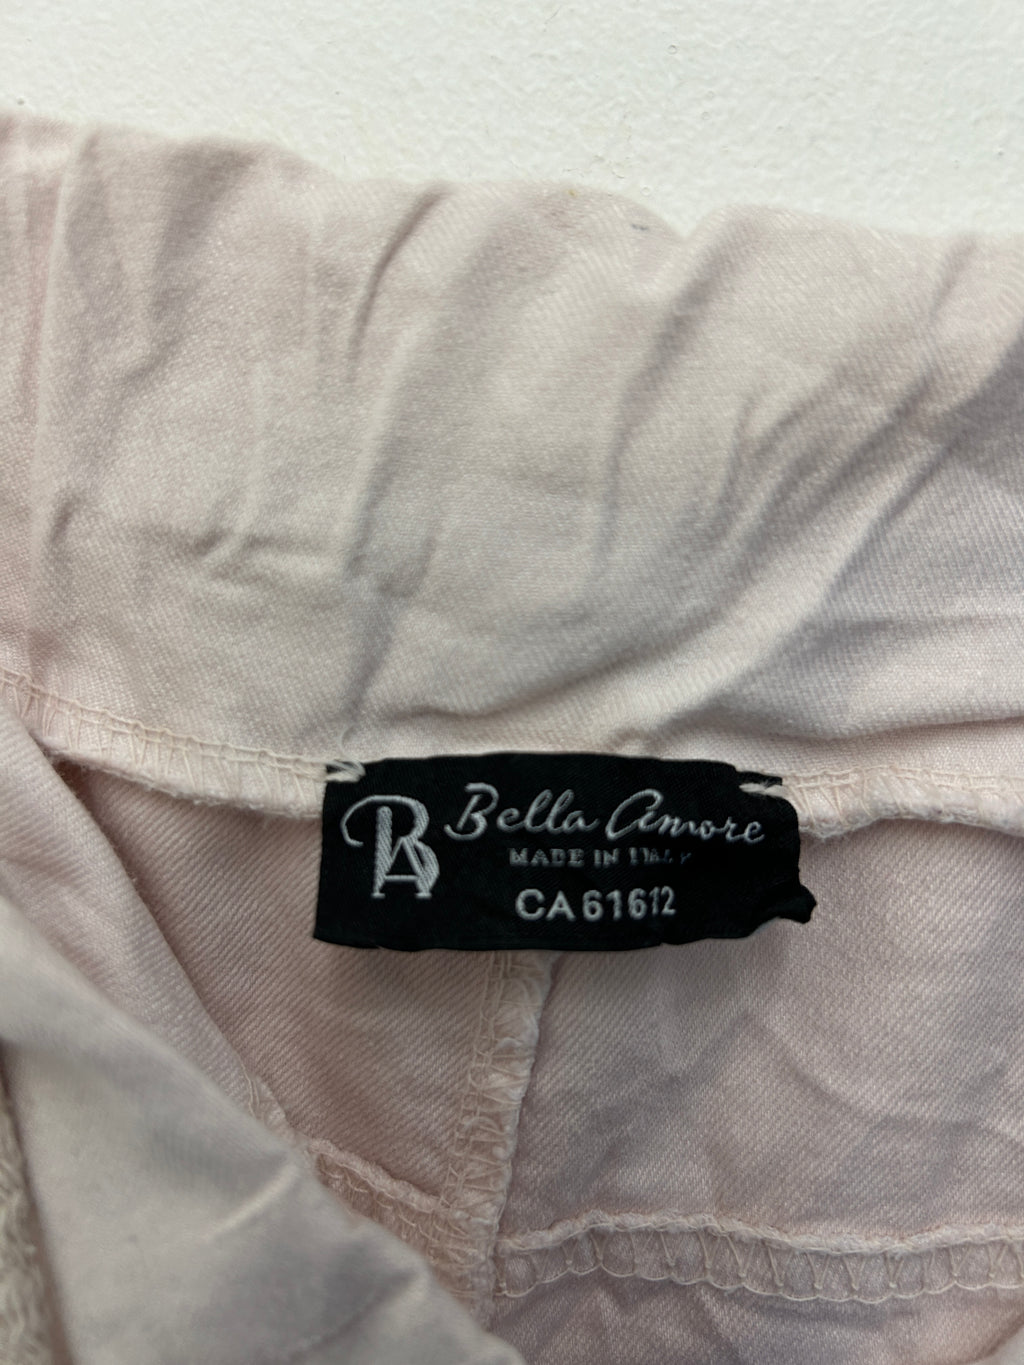 BA
Bella Amore
MADE IN ITALY
CA61612